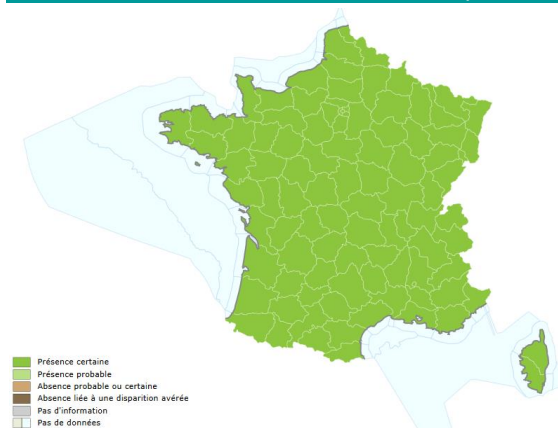 Présence certaine
Présence probable
Absence probable ou certaine
Absence liée à une disparition avérée
Pas d'information
Pas de données